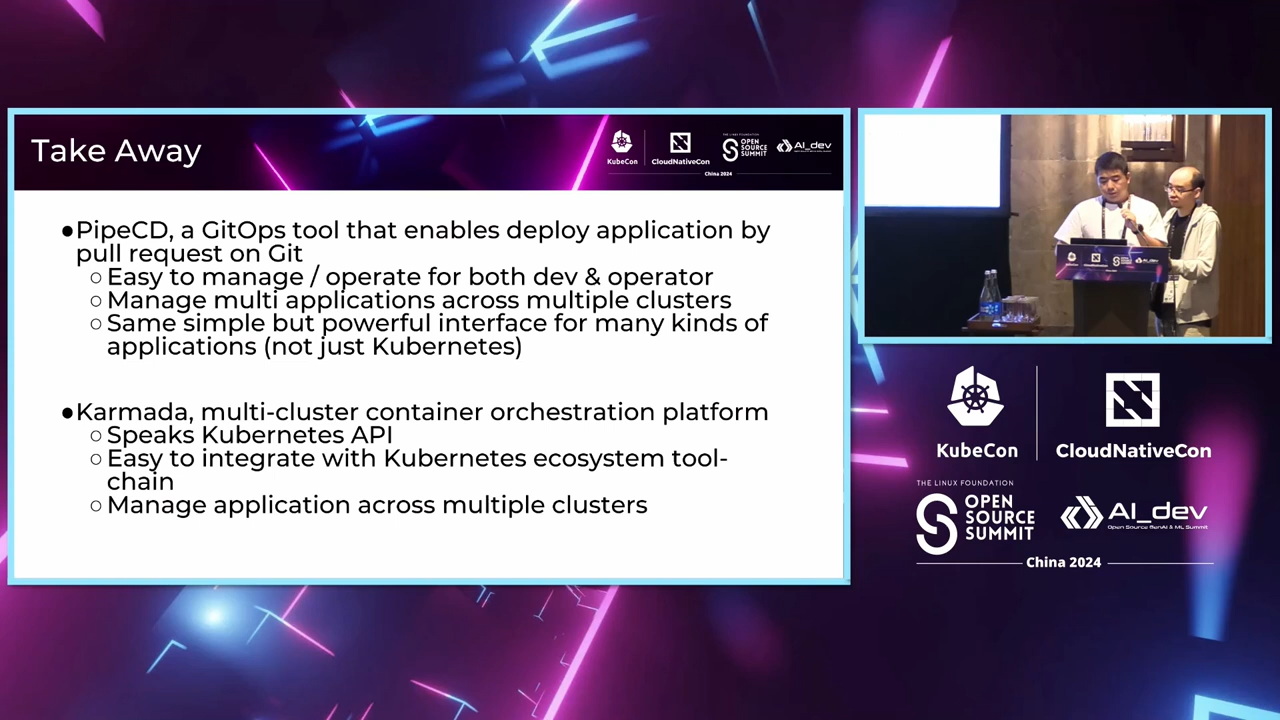 Take Away
KubeCon
CloudNativeCon
THE LINUX FOUNDATION
OPEN
SOURCE
SUMMIT
AI_dev
China 2024
●PipeCD, a GitOps tool that enables deploy application by
pull request on Git
○Easy to manage / operate for both dev & operator
○Manage multi applications across multiple clusters
○Same simple but powerful interface for many kinds of
applications (not just Kubernetes)
●Karmada, multi-cluster container orchestration platform
○Speaks Kubernetes API
○Easy to integrate with Kubernetes ecosystem tool-
chain
○Manage application across multiple clusters
KubeCon
CloudNativeCon
THE LINUX FOUNDATION
OPEN
SOURCE
SUMMIT
AI_dev
Open Source GenAI & ML Summit
China 2024